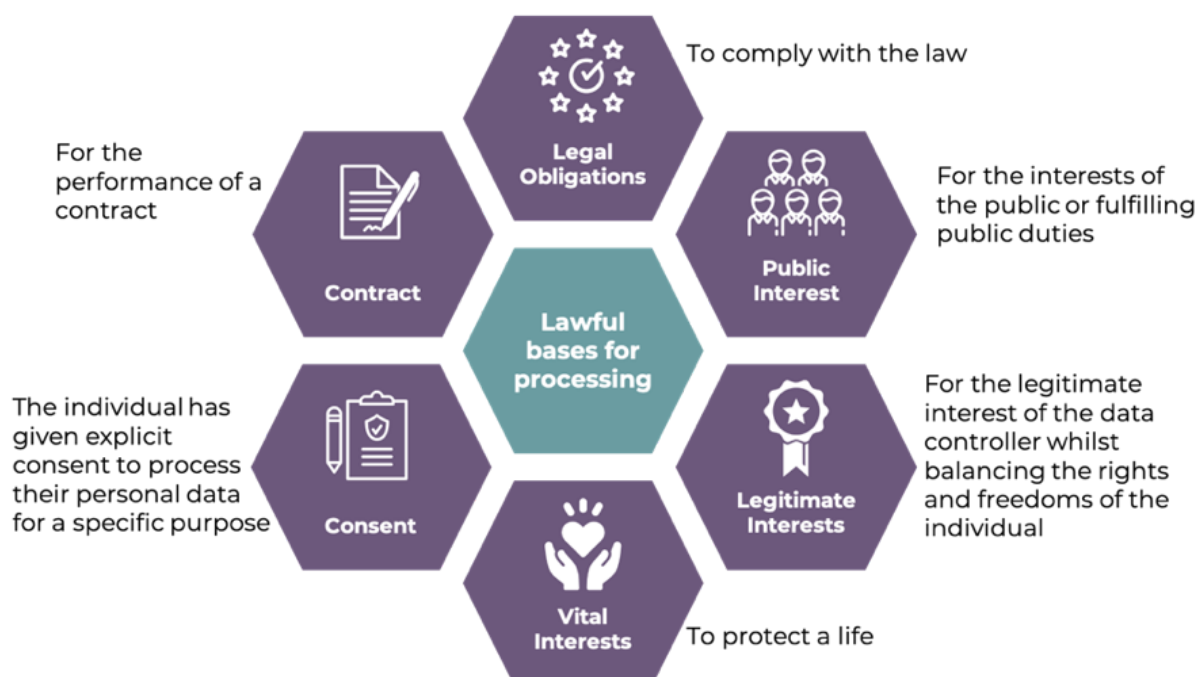 To comply with the law
Legal
Obligations
For the
performance of a
contract
Contract
For the interests of
the public or fulfilling
public duties
Public
Interest
Lawful
bases for
processing
The individual has
given explicit
consent to process
their personal data
for a specific purpose
Consent
For the legitimate
interest of the data
controller whilst
balancing the rights
and freedoms of the
individual
Legitimate
Interests
Vital
Interests
To protect a life